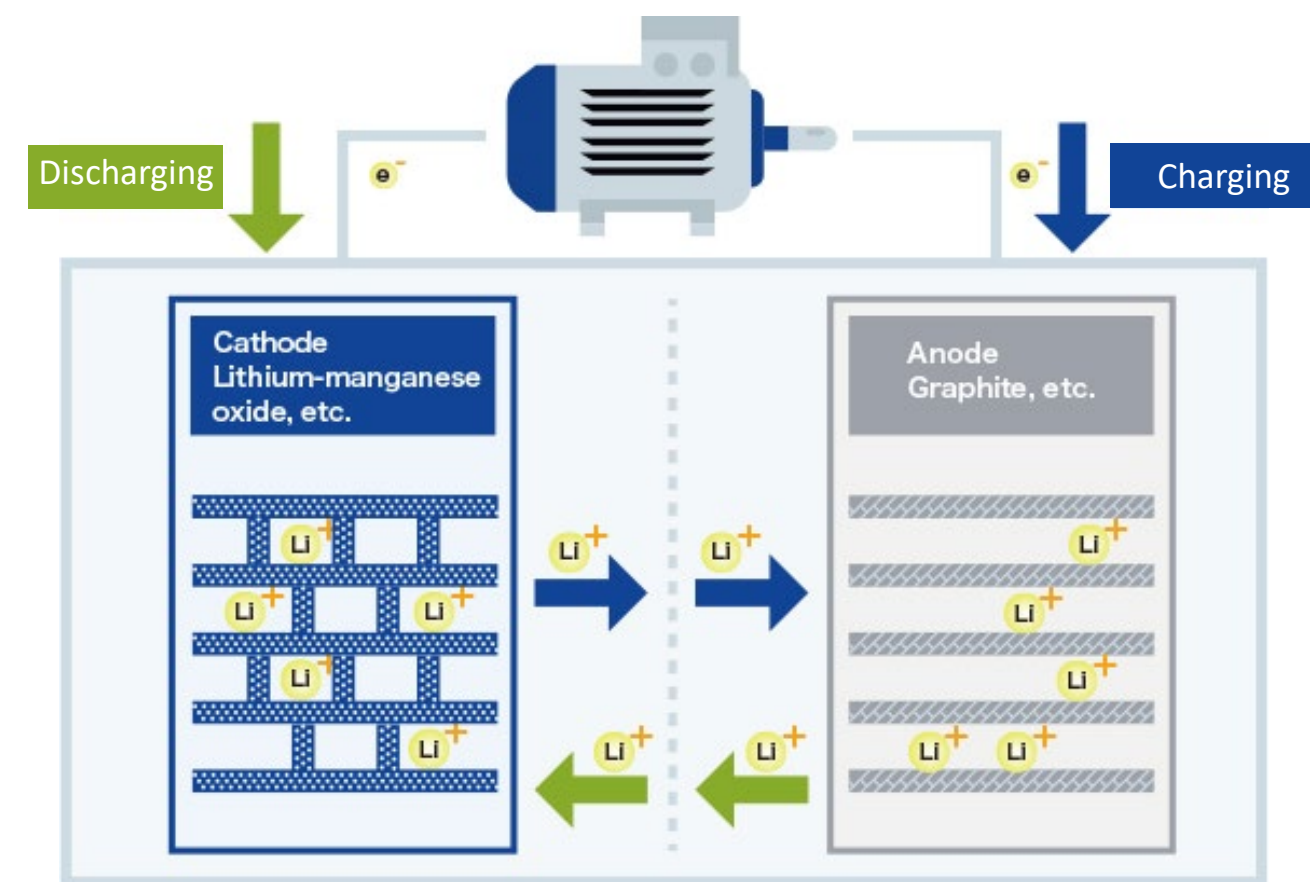 Discharging
e-
e-
Charging
Cathode
Lithium-manganese
oxide, etc.
Anode
Graphite, etc.
Li+
Li+
Li+
Li+
Li+
Li+
Li+
Li+
Li+
Li+
Li+
Li+
Li+
Li+